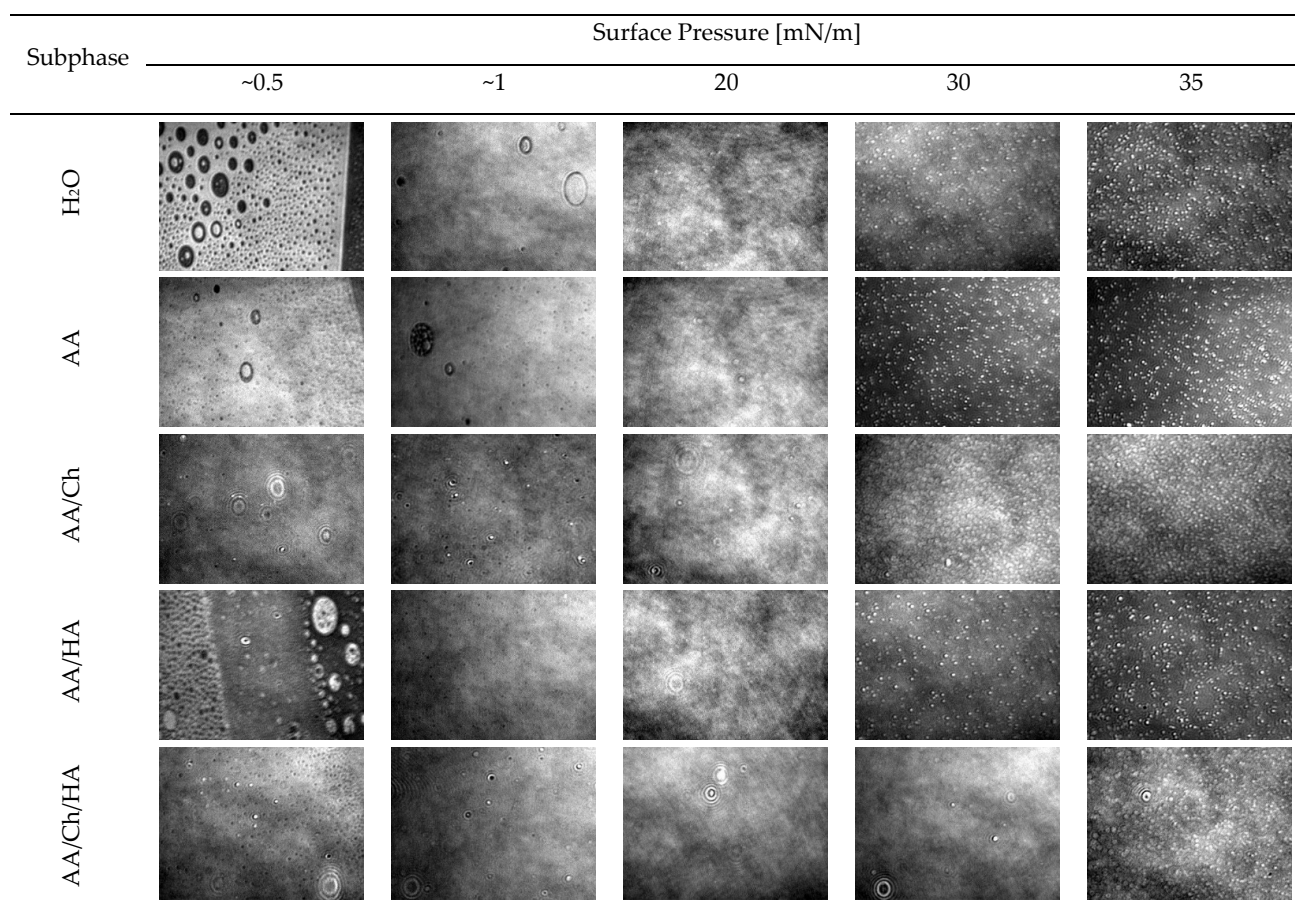 Surface Pressure [mN/m]
Subphase
~0.5 ~1 20 30 35
H₂O
AA
AA/Ch
AA/HA
AA/Ch/HA